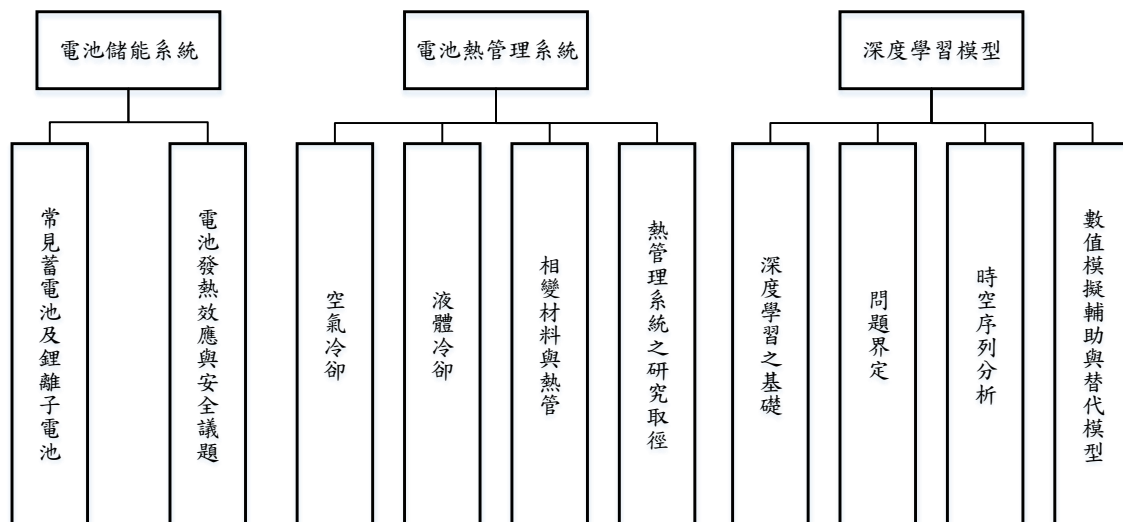 電池儲能系統
電池熱管理系統
深度學習模型
常見蓄電池及鋰離子電池
電池發熱效應與安全議題
空氣冷卻
液體冷卻
相變材料與熱管
熱管理系統之研究取徑
深度學習之基礎
問題界定
時空序列分析
數值模擬輔助與替代模型